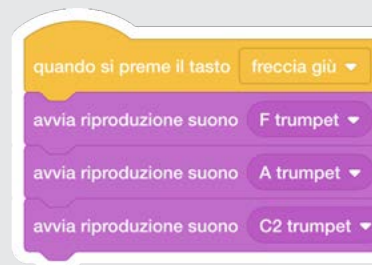 quando si preme il tasto freccia giù
avvia riproduzione suono F trumpet
avvia riproduzione suono A trumpet
avvia riproduzione suono C2 trumpet